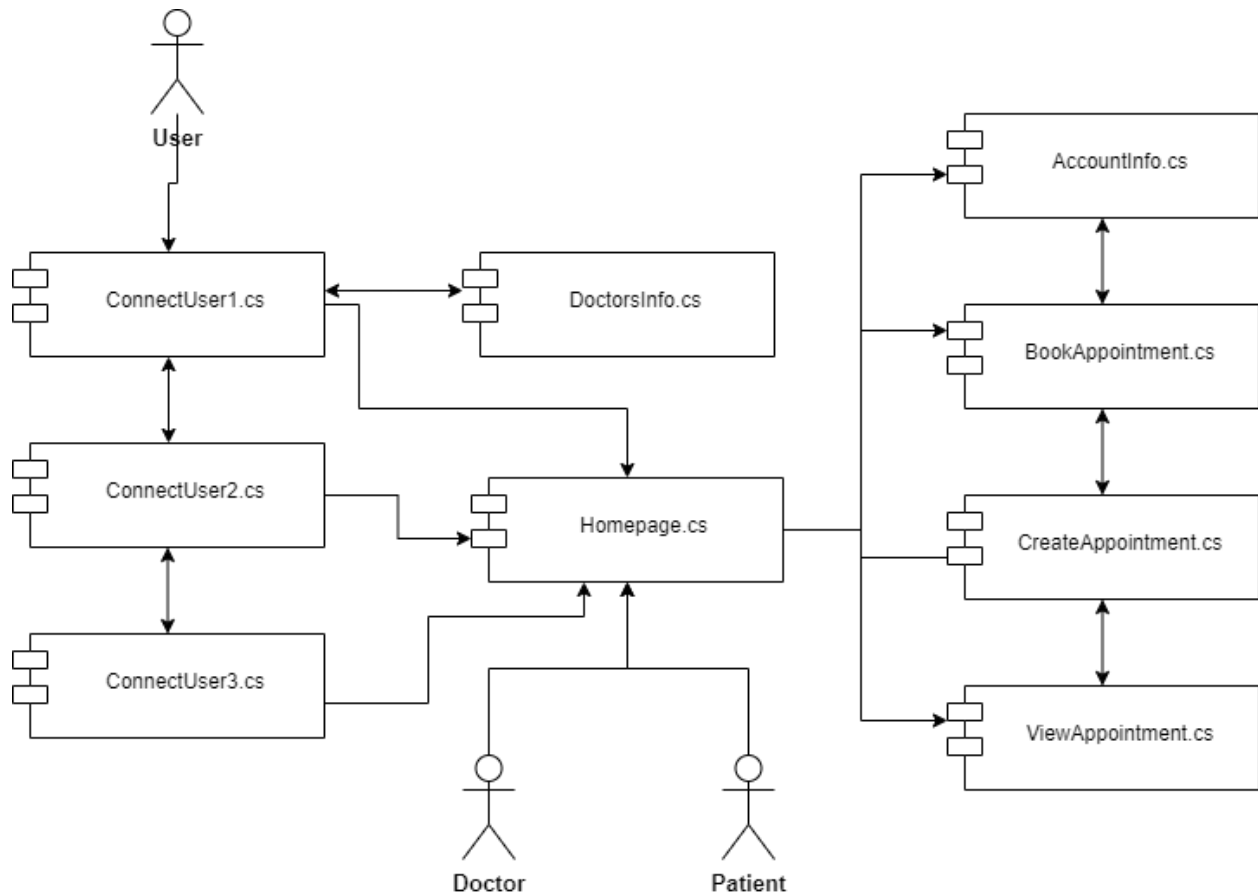 User
AccountInfo.cs
ConnectUser1.cs
DoctorsInfo.cs
BookAppointment.cs
ConnectUser2.cs
Homepage.cs
CreateAppointment.cs
ConnectUser3.cs
ViewAppointment.cs
Doctor
Patient